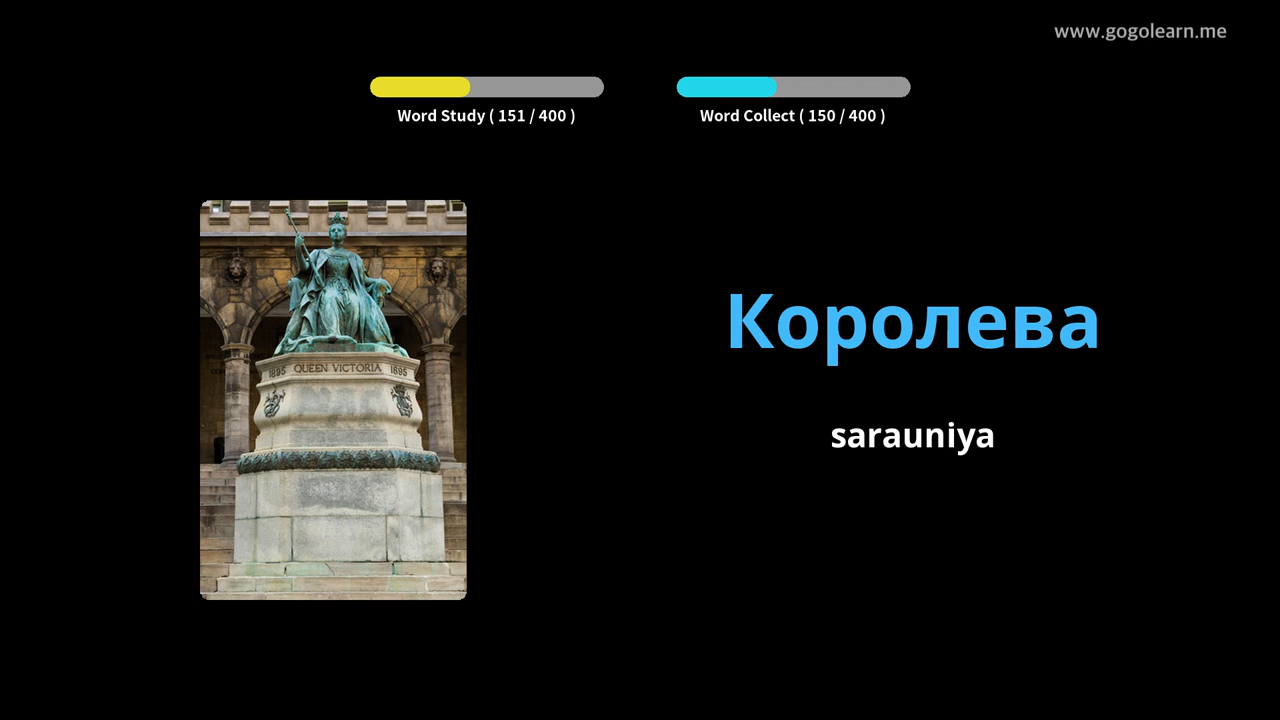 www.gogolearn.me
Word Study ( 151 / 400 )
Word Collect ( 150 / 400 )
1895 QUEEN VICTORIA 1895
Королева
sarauniya